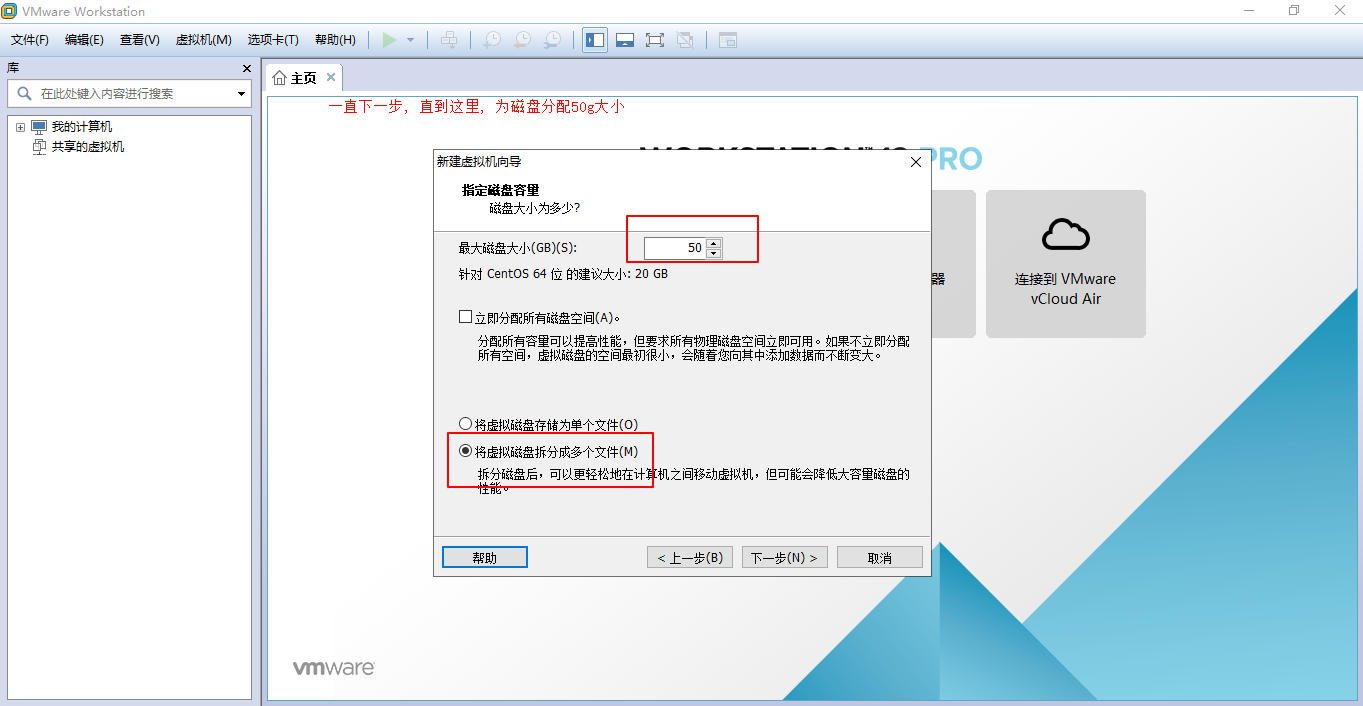 VMware Workstation
文件(F) 编辑(E) 查看(V) 虚拟机(M) 选项卡(T) 帮助(H)
库
在此处键入内容进行搜索
我的计算机
共享的虚拟机
主页
一直下一步，直到这里，为磁盘分配50g大小
PRO
新建虚拟机向导
指定磁盘容量
磁盘大小为多少?
最大磁盘大小(GB)(S): 50
针对 CentOS 64 位 的建议大小: 20 GB
立即分配所有磁盘空间(A)。
分配所有容量可以提高性能，但要求所有物理磁盘空间立即可用。如果不立即分配
所有空间，虚拟磁盘的空间最初很小，会随着您向其中添加数据而不断变大。
将虚拟磁盘存储为单个文件(O)
将虚拟磁盘拆分成多个文件(M)
拆分磁盘后，可以更轻松地在计算机之间移动虚拟机，但可能会降低大容量磁盘的
性能。
帮助 < 上一步(B) 下一步(N) > 取消
器
连接到 VMware
vCloud Air
vmware